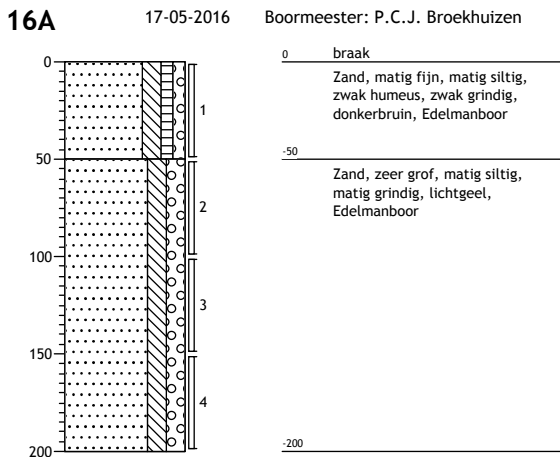 16A 17-05-2016 Boormeester: P.C.J. Broekhuizen
0 0 braak
Zand, matig fijn, matig siltig,
zwak humeus, zwak grindig,
donkerbruin, Edelmanboor
1
50 -50
Zand, zeer grof, matig siltig,
matig grindig, lichtgeel,
Edelmanboor
2
100
3
150
4
200 -200